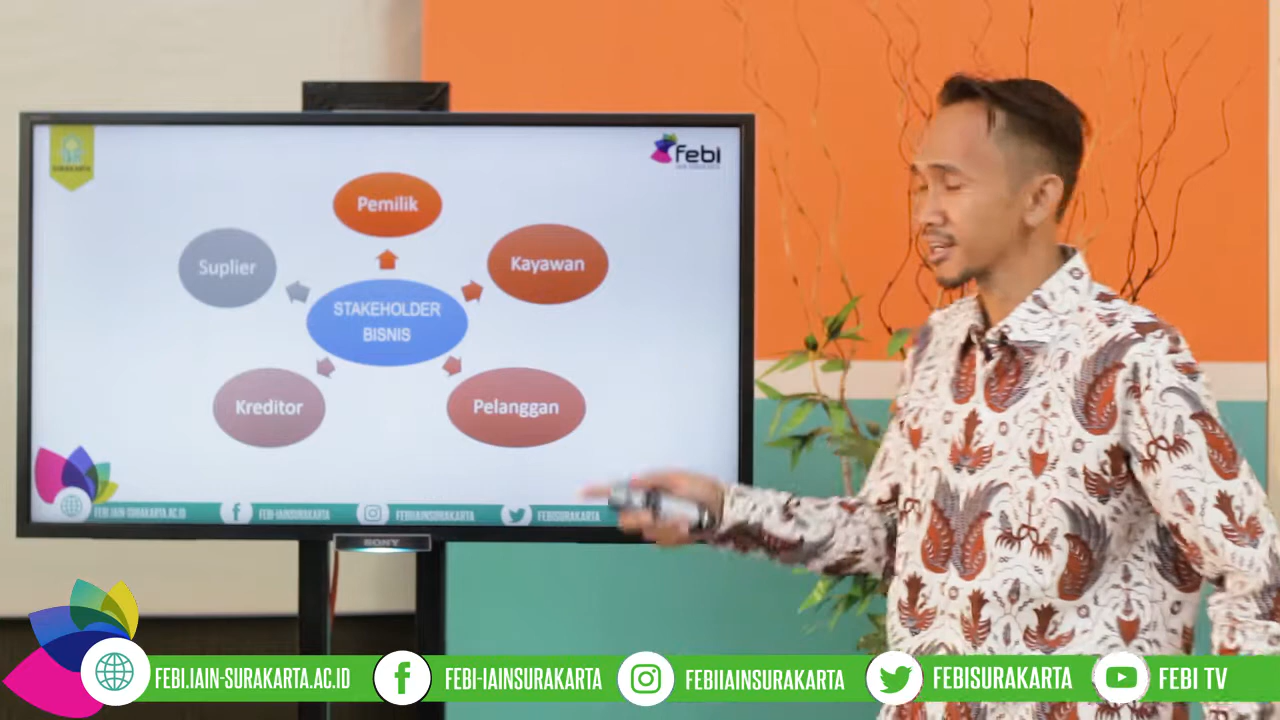 SURAKARTA
febi
Pemilik
Suplier
Kayawan
STAKEHOLDER
BISNIS
Kreditor
Pelanggan
FEBI.IAIN-SURAKARTA.AC.ID
FEBI-IAINSURAKARTA
FEBIIAINSURAKARTA
FEBISURAKARTA
SONY
FEBI.IAIN-SURAKARTA.AC.ID
FEBI-IAINSURAKARTA
FEBIIAINSURAKARTA
FEBISURAKARTA
FEBI TV